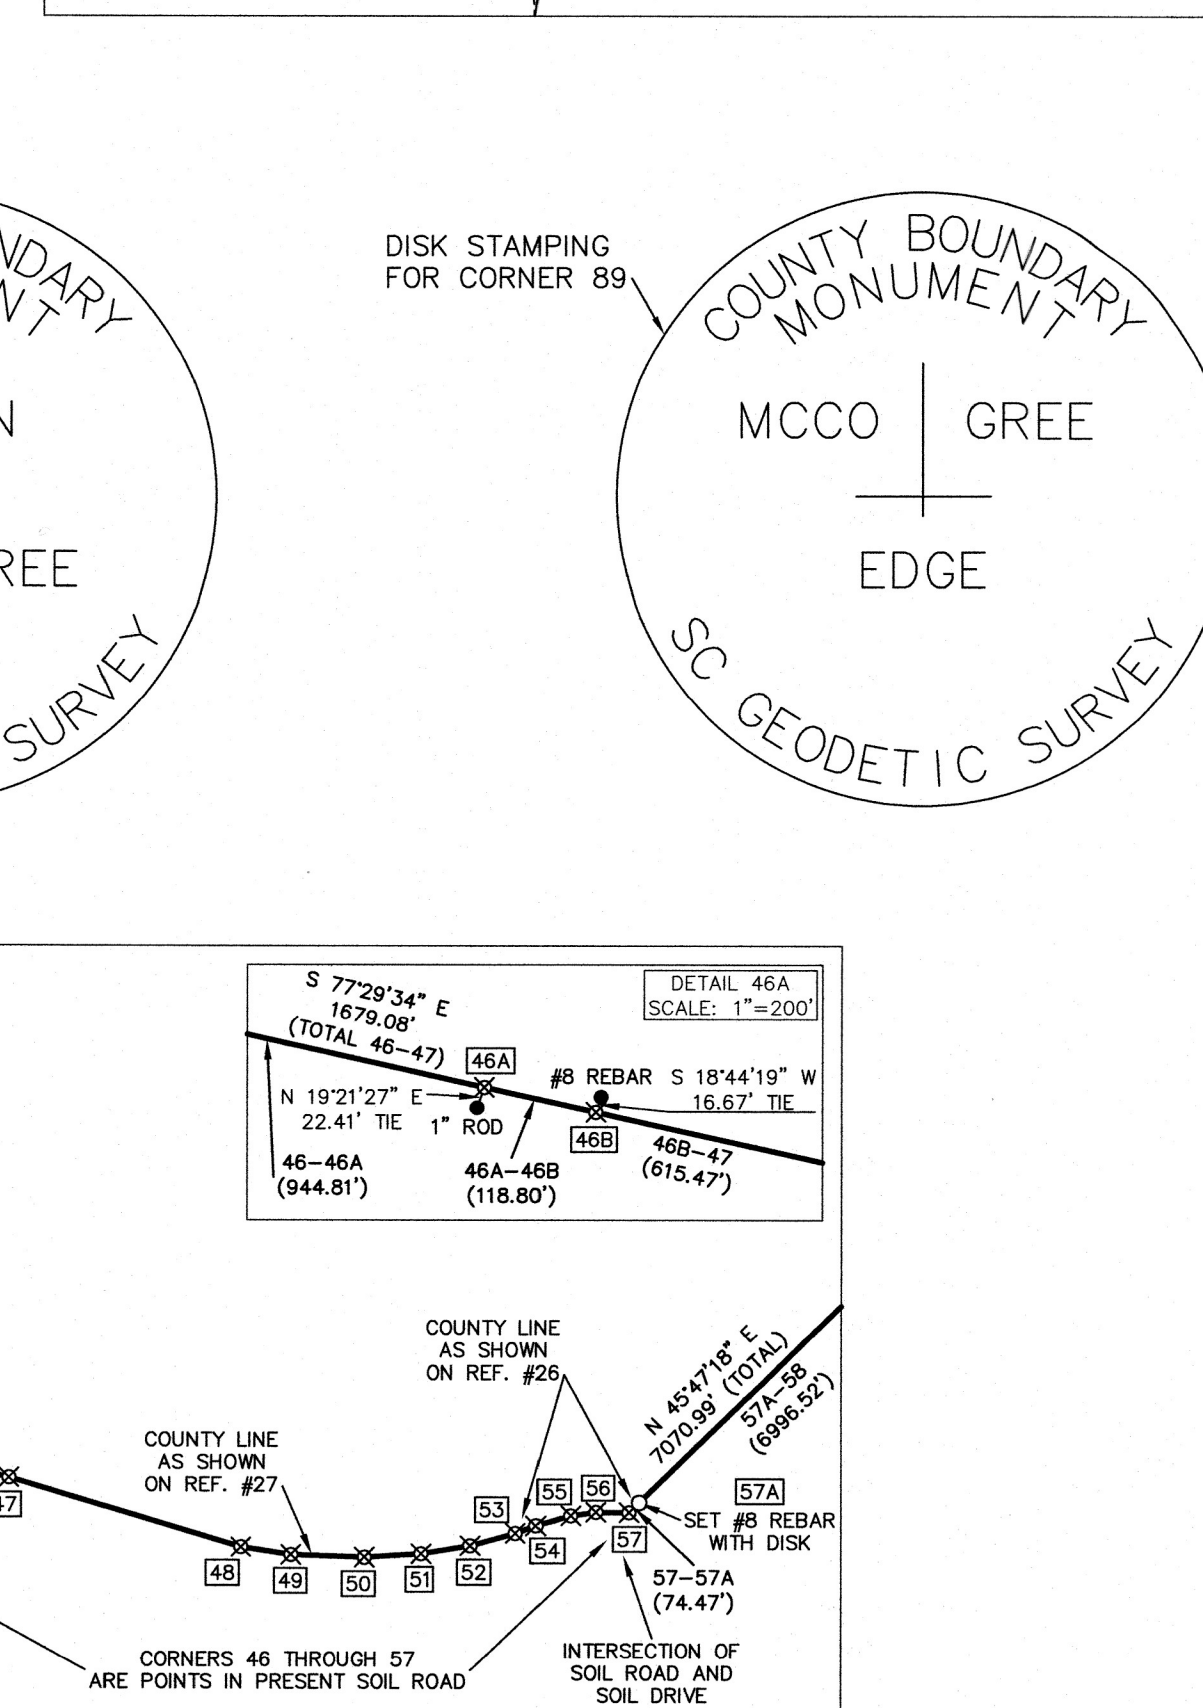 NDARY
NT
N
REE
SURVEY
DISK STAMPING
FOR CORNER 89
COUNTY BOUNDARY
MONUMENT
MCCO GREE
EDGE
SC GEODETIC SURVEY
DETAIL 46A
SCALE: 1"=200'
S 77°29'34" E
1679.08'
(TOTAL 46-47)
46A
#8 REBAR S 18°44'19" W
16.67' TIE
N 19°21'27" E
22.41' TIE 1" ROD
46B
46-46A
(944.81')
46A-46B
(118.80')
46B-47
(615.47')
COUNTY LINE
AS SHOWN
ON REF. #26
N 45°47'18" E
7070.99' (TOTAL)
57A-58
(6996.52')
COUNTY LINE
AS SHOWN
ON REF. #27
47
48
49
50
51
52
53
54
55
56
57
57A
SET #8 REBAR
WITH DISK
57-57A
(74.47')
CORNERS 46 THROUGH 57
ARE POINTS IN PRESENT SOIL ROAD
INTERSECTION OF
SOIL ROAD AND
SOIL DRIVE